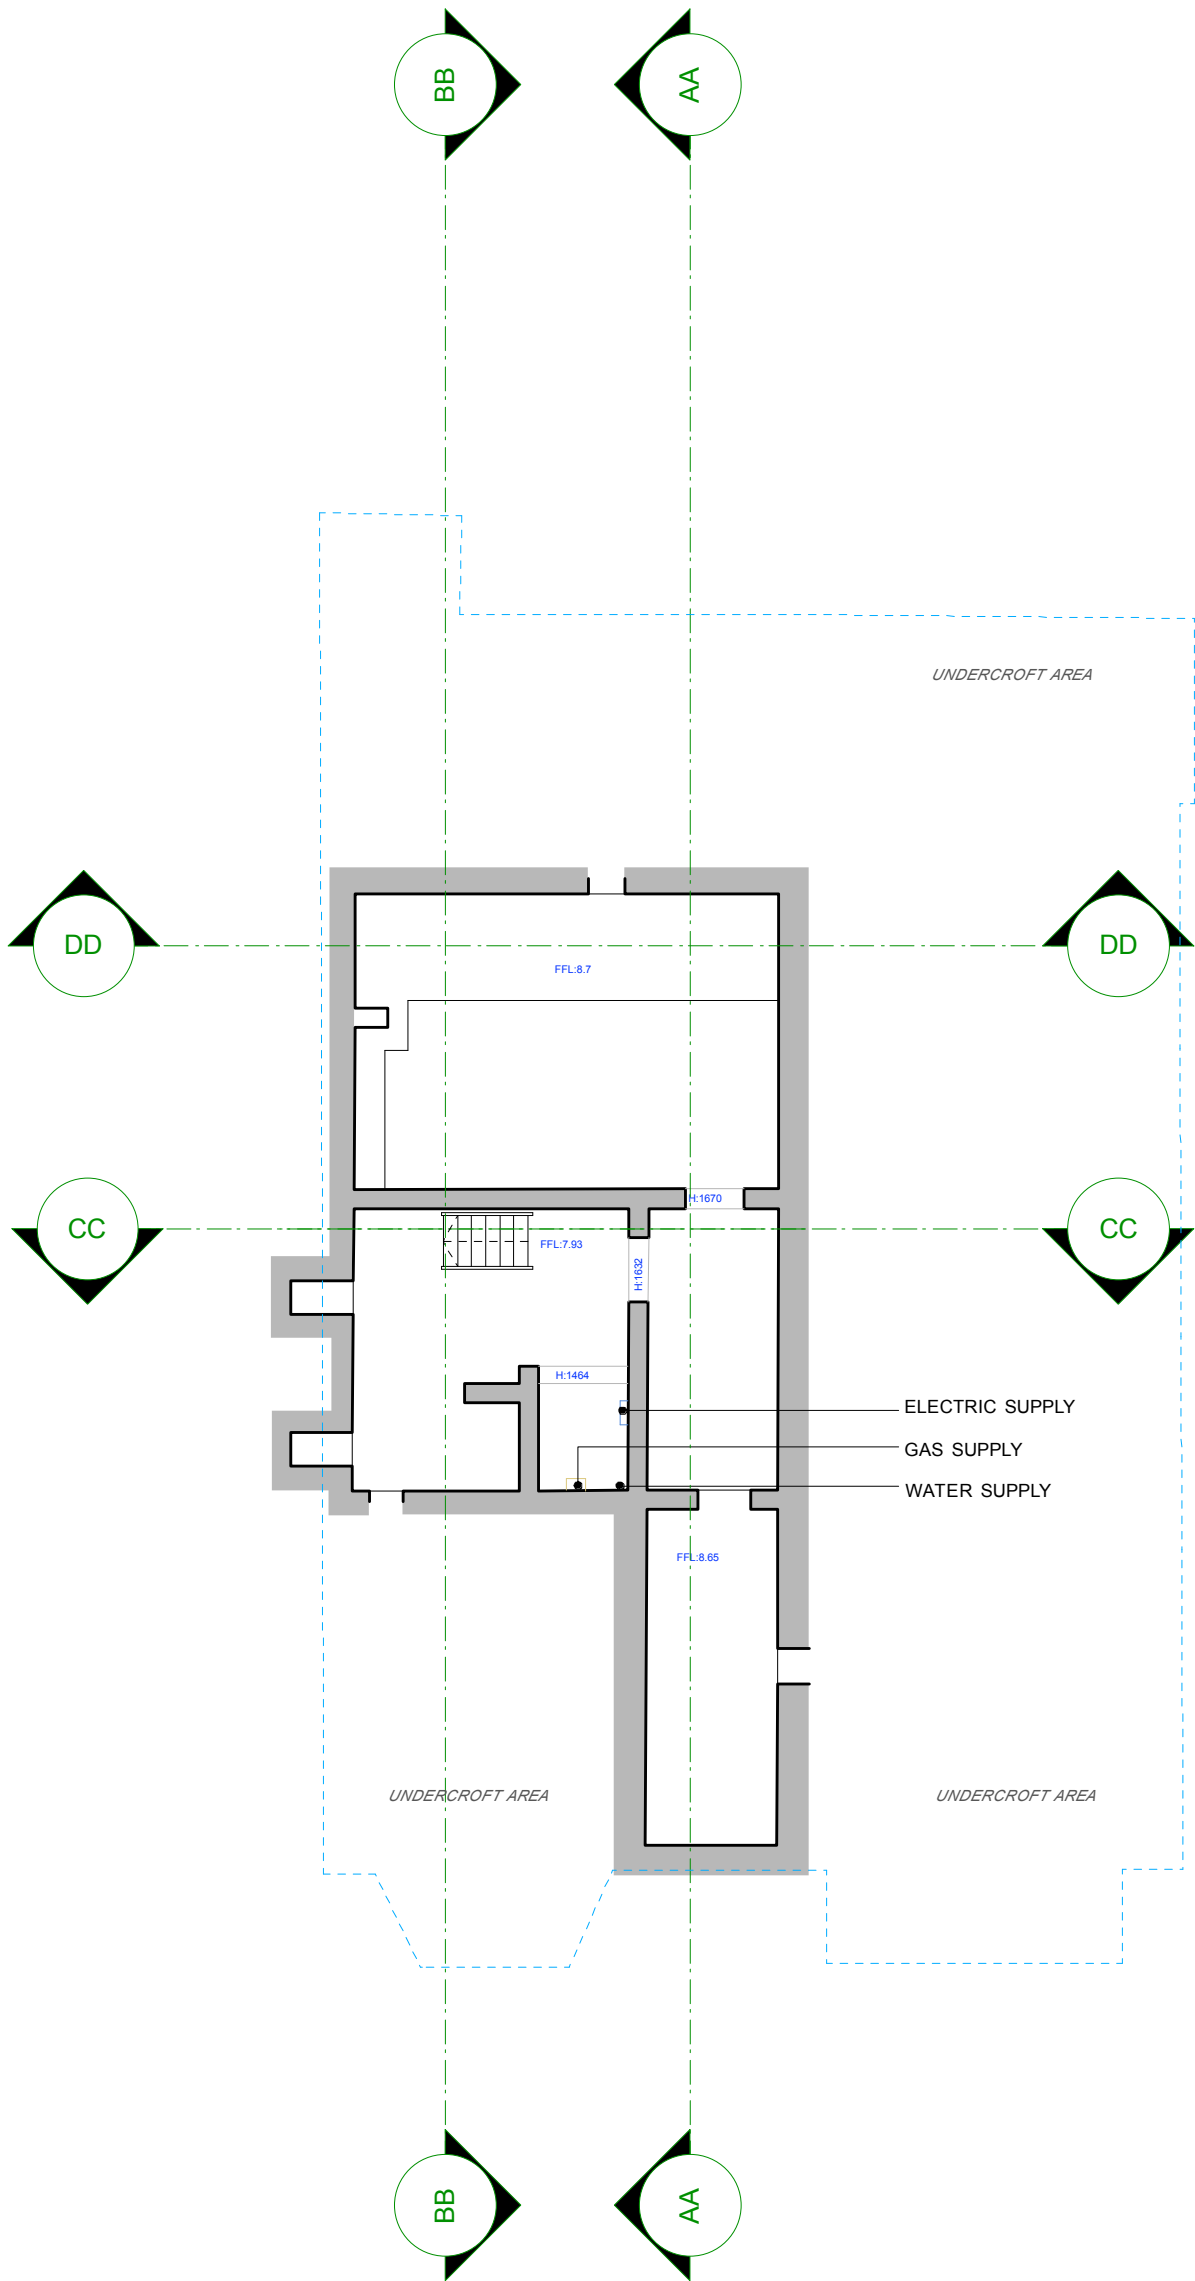 BB
AA
UNDERCROFT AREA
DD
DD
FFL:8.7
H:1670
CC
CC
FFL:7.93
H:1632
H:1464
ELECTRIC SUPPLY
GAS SUPPLY
WATER SUPPLY
FFL:8.65
UNDERCROFT AREA
UNDERCROFT AREA
BB
AA